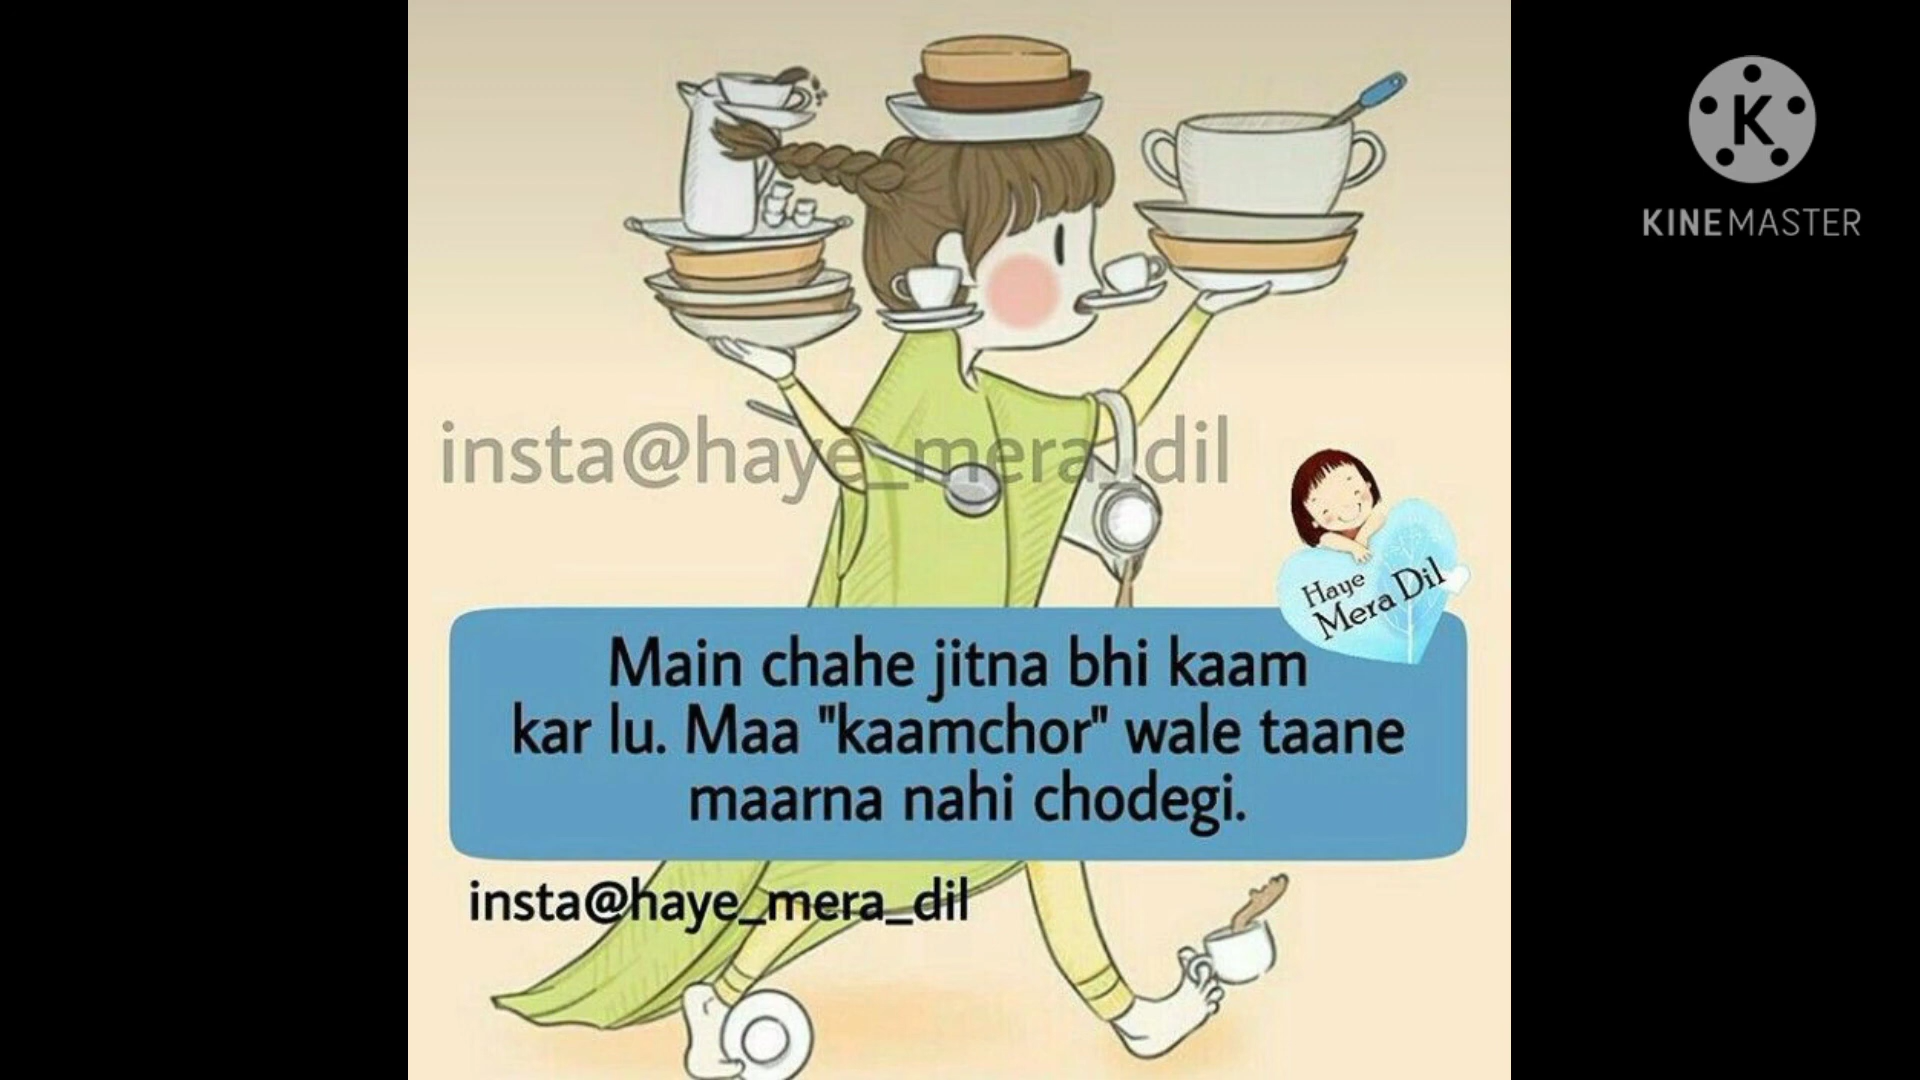 K
KINEMASTER
insta@haye_mera_dil
Haye
Mera Dil
Main chahe jitna bhi kaam
kar lu. Maa "kaamchor" wale taane
maarna nahi chodegi.
insta@haye_mera_dil